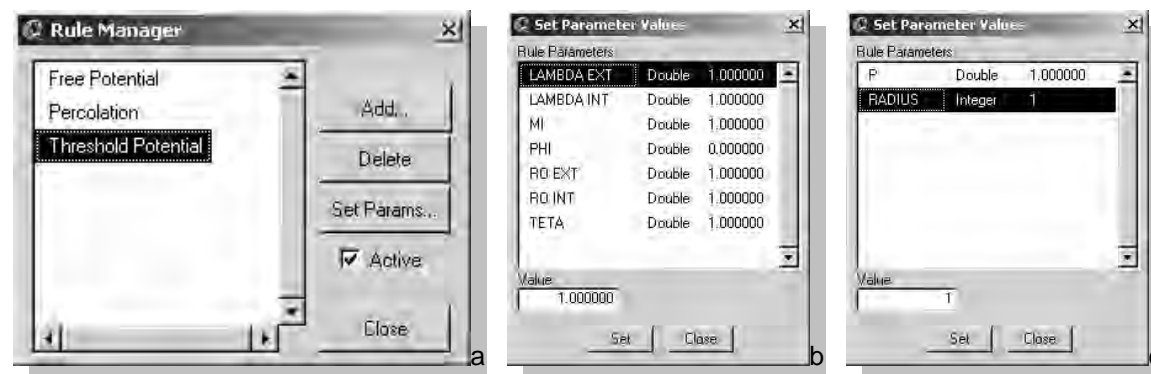 Rule Manager
Free Potential
Percolation
Threshold Potential
Add...
Delete
Set Params...
Active
Close
a
Set Parameter Values
Rule Parameters
LAMBDA EXT Double 1.000000
LAMBDA INT Double 1.000000
MI Double 1.000000
PHI Double 0.000000
RO EXT Double 1.000000
RO INT Double 1.000000
TETA Double 1.000000
Value
1.000000
Set Close
b
Set Parameter Values
Rule Parameters
P Double 1.000000
RADIUS Integer 1
Value
1
Set Close